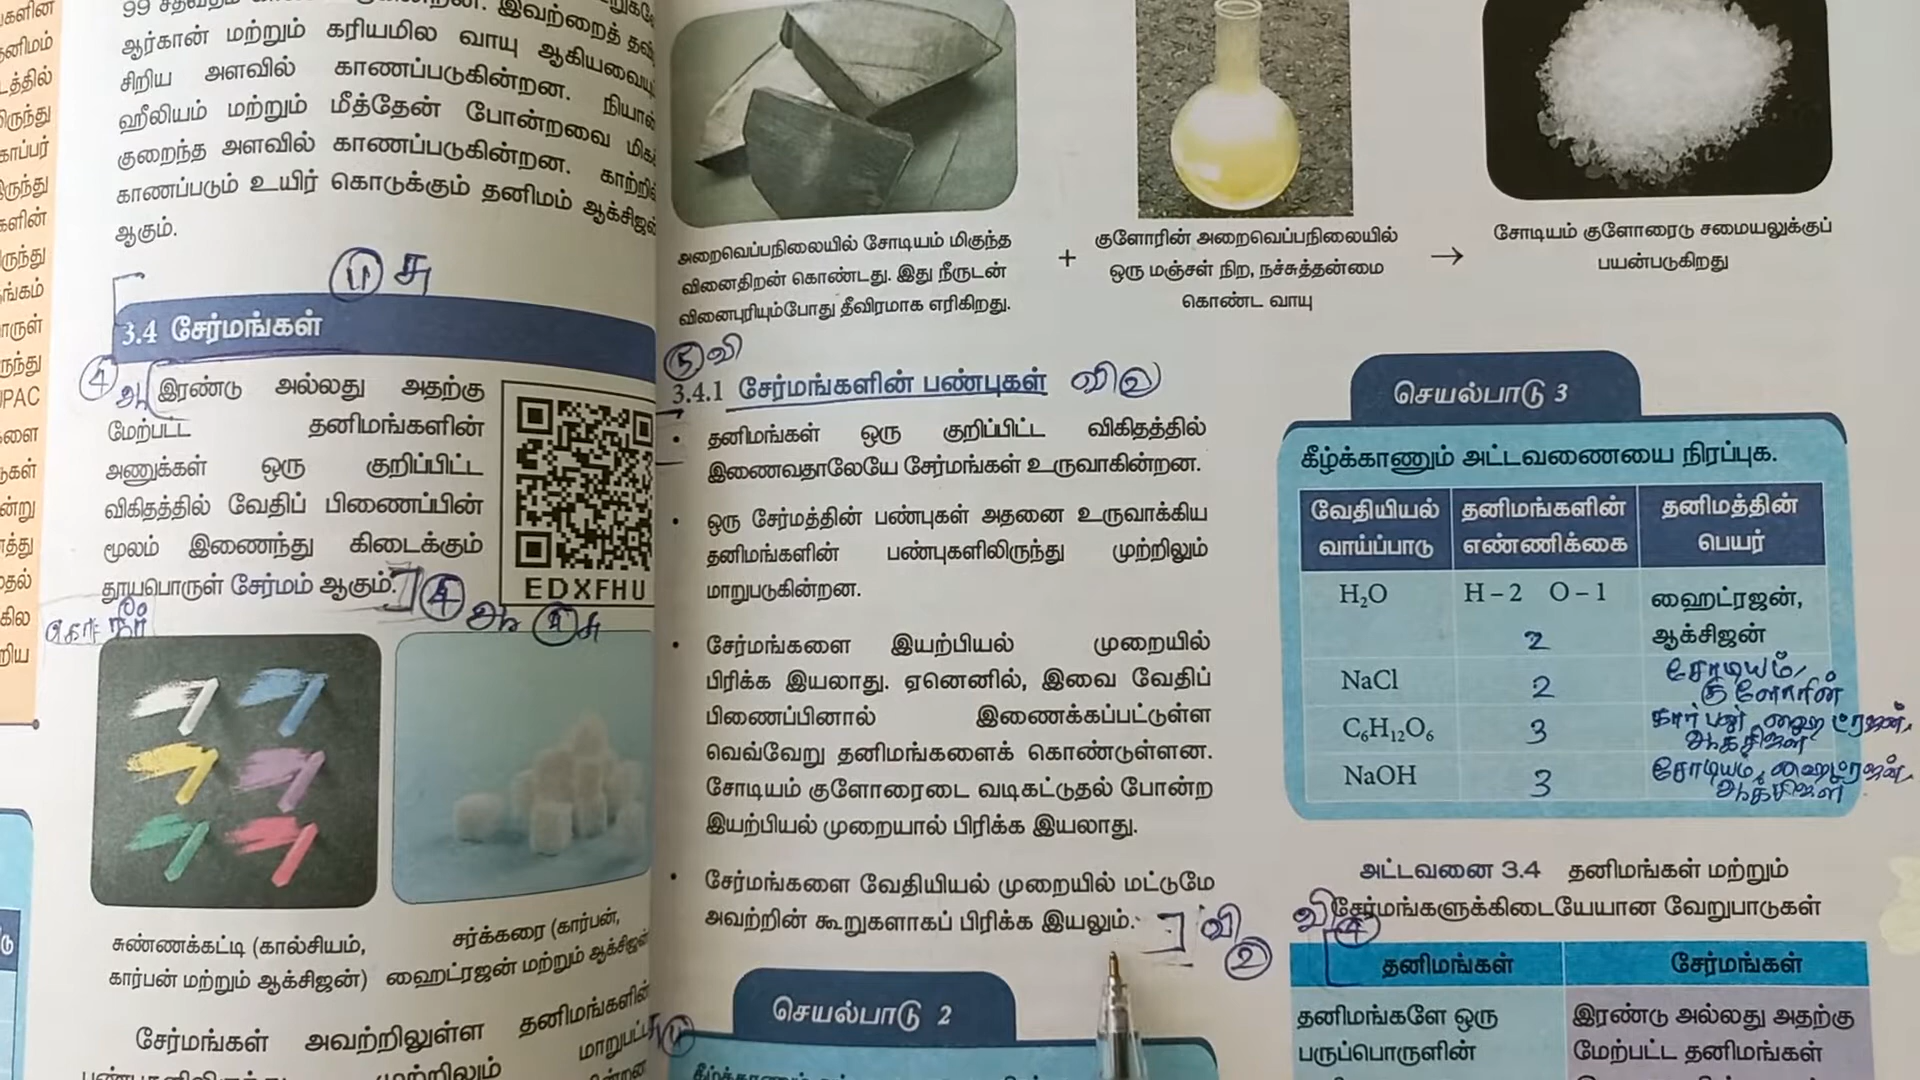 ஆர்கான் மற்றும் கரியமில வாயு ஆகியவையும்
சிறிய அளவில் காணப்படுகின்றன. நியான்
ஹீலியம் மற்றும் மீத்தேன் போன்றவை
குறைந்த அளவில் காணப்படுகின்றன.
காணப்படும் உயிர் கொடுக்கும் தனிமம் ஆக்சிஜன்
ஆகும்.
3.4 சேர்மங்கள்
இரண்டு அல்லது அதற்கு
மேற்பட்ட தனிமங்களின்
அணுக்கள் ஒரு குறிப்பிட்ட
விகிதத்தில் வேதிப் பிணைப்பின்
மூலம் இணைந்து கிடைக்கும்
தூயபொருள் சேர்மம் ஆகும்.
EDXFHU
சுண்ணக்கட்டி (கால்சியம்,
கார்பன் மற்றும் ஆக்சிஜன்)
சர்க்கரை (கார்பன்,
ஹைட்ரஜன் மற்றும் ஆக்சிஜன்)
சேர்மங்கள் அவற்றிலுள்ள தனிமங்களின்
அறைவெப்பநிலையில் சோடியம் மிகுந்த
வினைதிறன் கொண்டது. இது நீருடன்
வினைபுரியும்போது தீவிரமாக எரிகிறது.
+
குளோரின் அறைவெப்பநிலையில்
ஒரு மஞ்சள் நிற, நச்சுத்தன்மை
கொண்ட வாயு
→
சோடியம் குளோரைடு சமையலுக்குப்
பயன்படுகிறது
3.4.1 சேர்மங்களின் பண்புகள்
• தனிமங்கள் ஒரு குறிப்பிட்ட விகிதத்தில்
இணைவதாலேயே சேர்மங்கள் உருவாகின்றன.
• ஒரு சேர்மத்தின் பண்புகள் அதனை உருவாக்கிய
தனிமங்களின் பண்புகளிலிருந்து முற்றிலும்
மாறுபடுகின்றன.
• சேர்மங்களை இயற்பியல் முறையில்
பிரிக்க இயலாது. ஏனெனில், இவை வேதிப்
பிணைப்பினால் இணைக்கப்பட்டுள்ள
வெவ்வேறு தனிமங்களைக் கொண்டுள்ளன.
சோடியம் குளோரைடை வடிகட்டுதல் போன்ற
இயற்பியல் முறையால் பிரிக்க இயலாது.
• சேர்மங்களை வேதியியல் முறையில் மட்டுமே
அவற்றின் கூறுகளாகப் பிரிக்க இயலும்.
செயல்பாடு 2
செயல்பாடு 3
கீழ்க்காணும் அட்டவணையை நிரப்புக.
வேதியியல் வாய்ப்பாடு தனிமங்களின் எண்ணிக்கை தனிமத்தின் பெயர்
H₂O H – 2 O – 1 ஹைட்ரஜன்,
2 ஆக்சிஜன்
NaCl 2 சோடியம், குளோரின்
C₆H₁₂O₆ 3 கார்பன், ஹைட்ரஜன், ஆக்சிஜன்
NaOH 3 சோடியம், ஹைட்ரஜன், ஆக்சிஜன்
அட்டவனை 3.4 தனிமங்கள் மற்றும்
சேர்மங்களுக்கிடையேயான வேறுபாடுகள்
தனிமங்கள் சேர்மங்கள்
தனிமங்களே ஒரு இரண்டு அல்லது அதற்கு
பருப்பொருளின் மேற்பட்ட தனிமங்கள்